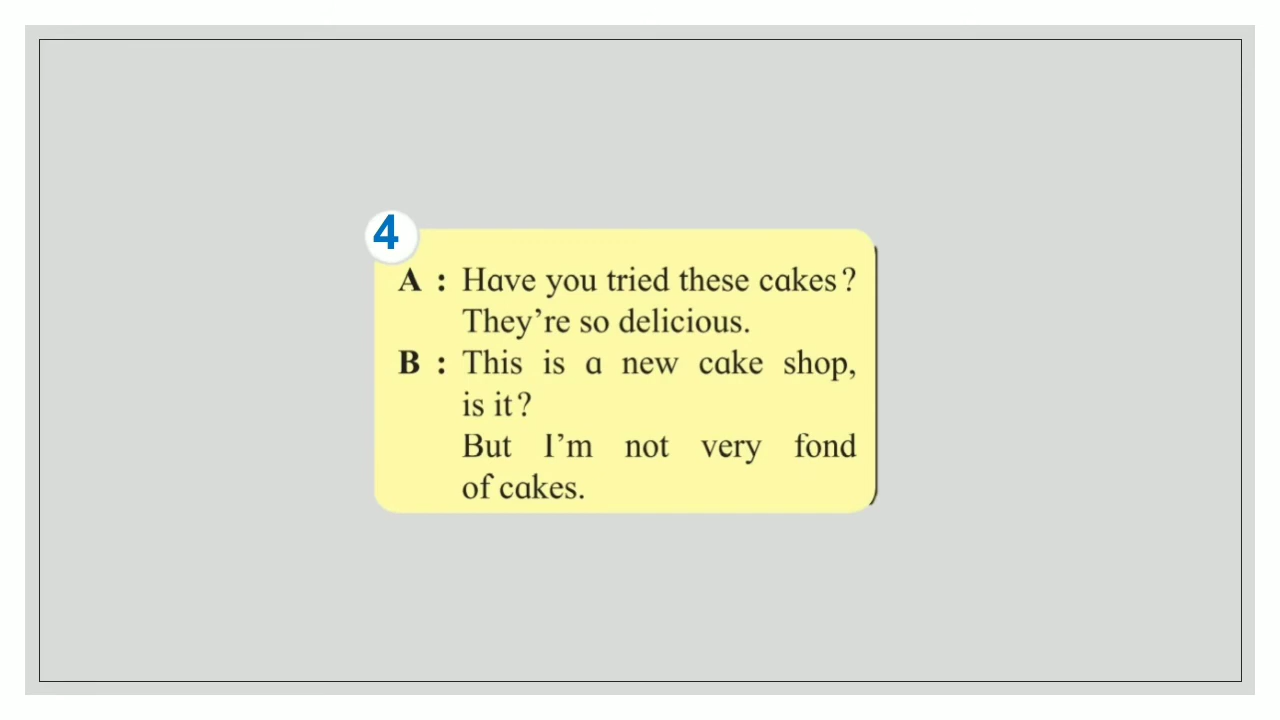 4
A : Have you tried these cakes?
They’re so delicious.
B : This is a new cake shop,
is it?
But I’m not very fond
of cakes.